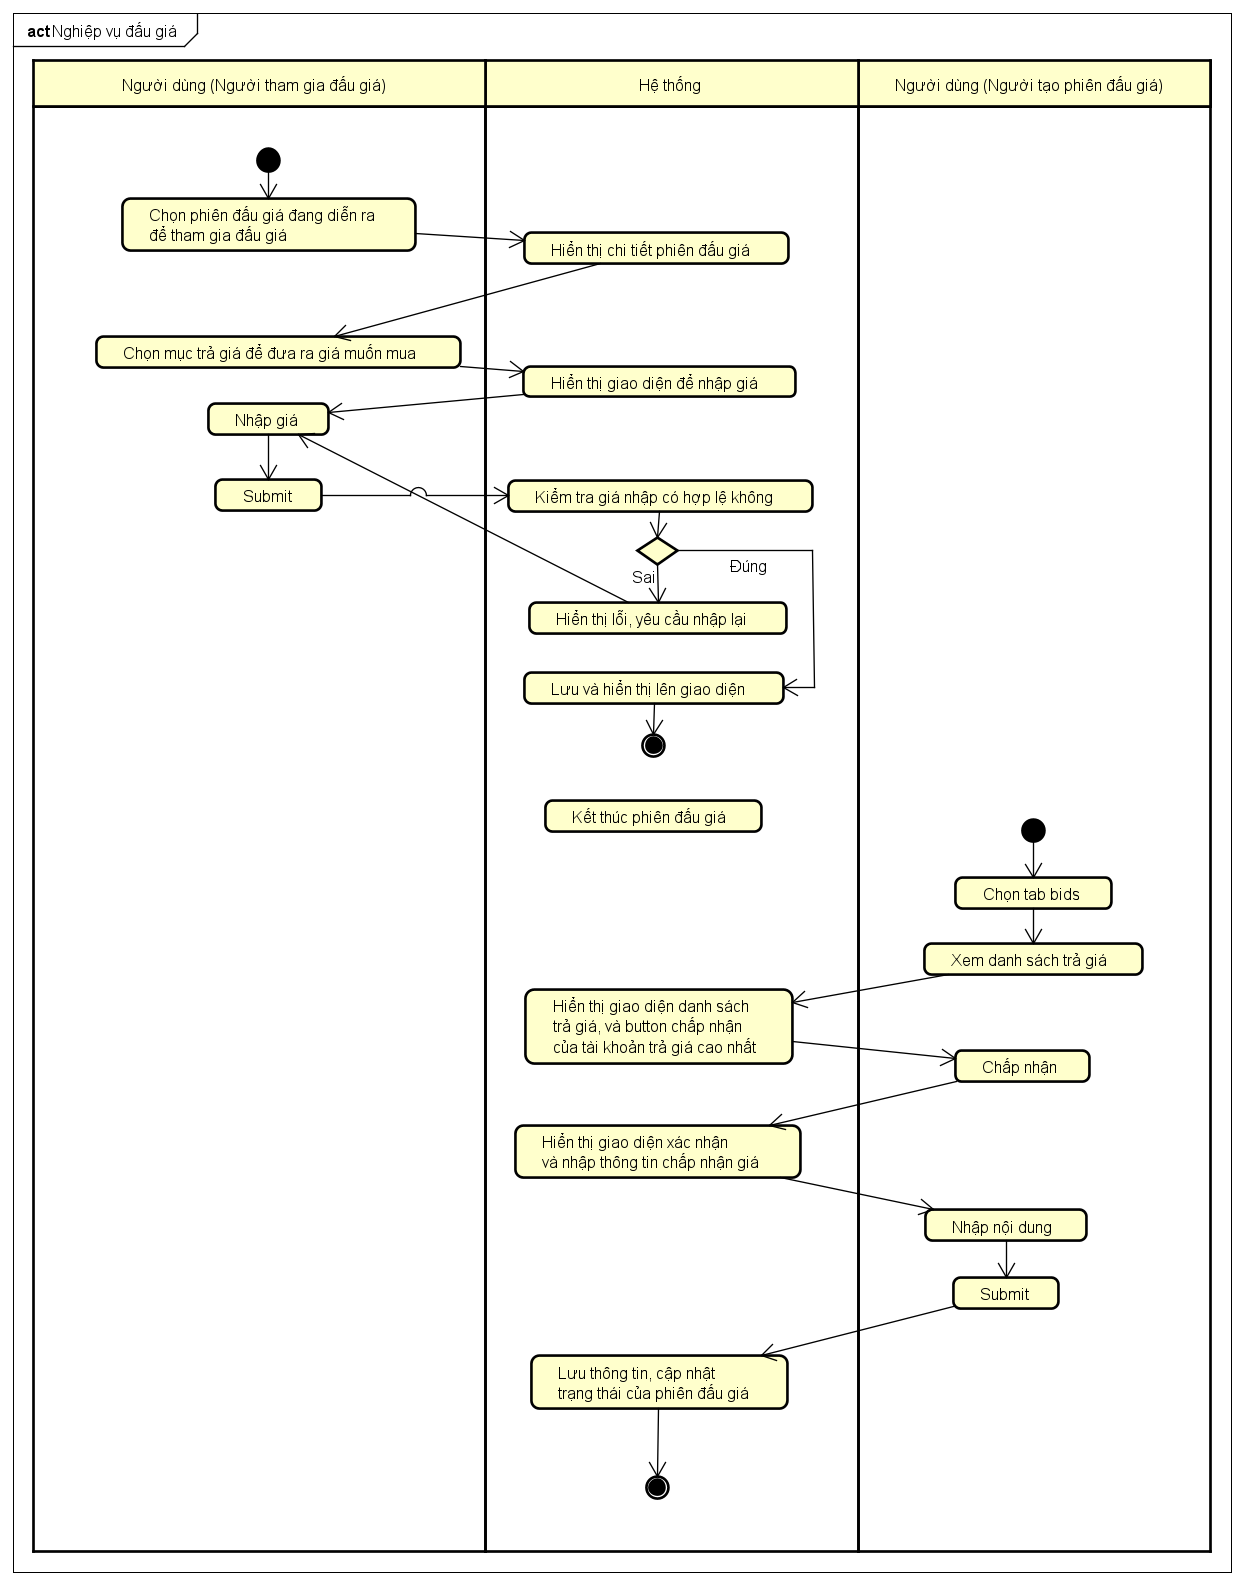 act Nghiệp vụ đấu giá
Người dùng (Người tham gia đấu giá)
Hệ thống
Người dùng (Người tạo phiên đấu giá)
Chọn phiên đấu giá đang diễn ra
để tham gia đấu giá
Hiển thị chi tiết phiên đấu giá
Chọn mục trả giá để đưa ra giá muốn mua
Hiển thị giao diện để nhập giá
Nhập giá
Submit
Kiểm tra giá nhập có hợp lệ không
Đúng
Sai
Hiển thị lỗi, yêu cầu nhập lại
Lưu và hiển thị lên giao diện
Kết thúc phiên đấu giá
Chọn tab bids
Xem danh sách trả giá
Hiển thị giao diện danh sách
trả giá, và button chấp nhận
của tài khoản trả giá cao nhất
Chấp nhận
Hiển thị giao diện xác nhận
và nhập thông tin chấp nhận giá
Nhập nội dung
Submit
Lưu thông tin, cập nhật
trạng thái của phiên đấu giá